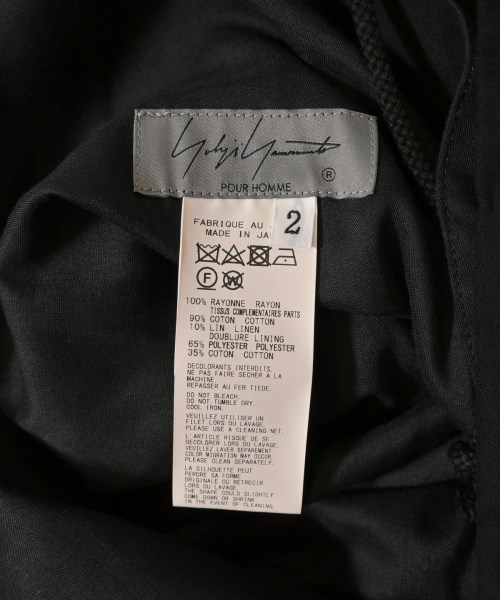 Yohji Yamamoto
®
POUR HOMME
2
FABRIQUE AU
MADE IN
F W
100% RAYONNE RAYON
TISSUS COMPLEMENTAIRES PARTS
90% COTON COTTON
10% LIN LINEN
DOUBLURE LINING
65% POLYESTER POLYESTER
35% COTON COTTON
DECOLORANTS INTERDITS.
NE PAS FAIRE SECHER A LA
MACHINE.
REPASSER AU FER TIEDE.
DO NOT BLEACH.
DO NOT TUMBLE DRY.
COOL IRON.
VEUILLEZ UTILISER UN
FILET LORS DU LAVAGE.
PLEASE USE A CLEANING NET.
L'ARTICLE RISQUE DE SE
DECOLORER LORS DU LAVAGE.
VEUILLEZ LAVER SEPAREMENT
COLOR MIGRATION MAY OCCUR.
PLEASE CLEAN SEPARATELY.
LA SILHOUETTE PEUT
PERDRE SA FORME
ORIGINALE OU RETRECIR
LORS DU LAVAGE.
THE SHAPE COULD SLIGHTLY
COME DOWN OR SHRINK
IN THE EVENT OF CLEANING.